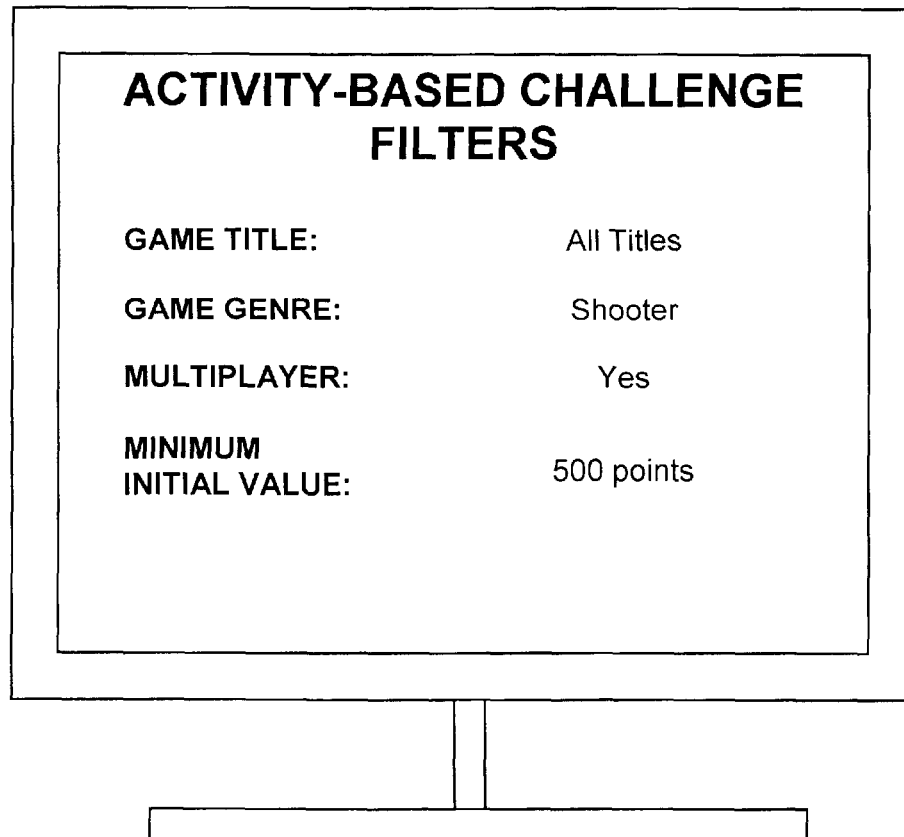 ACTIVITY-BASED CHALLENGE
FILTERS
GAME TITLE: All Titles
GAME GENRE: Shooter
MULTIPLAYER: Yes
MINIMUM
INITIAL VALUE: 500 points